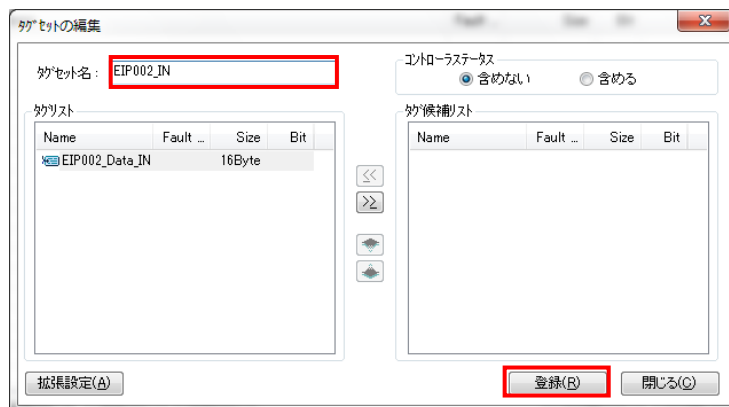 タグセットの編集
タグセット名 : EIP002_IN
コントローラステータス
含めない 含める
タグリスト
Name Fault ... Size Bit
EIP002_Data_IN 16Byte
<<
>>
タグ候補リスト
Name Fault ... Size Bit
拡張設定(A)
登録(R) 閉じる(C)